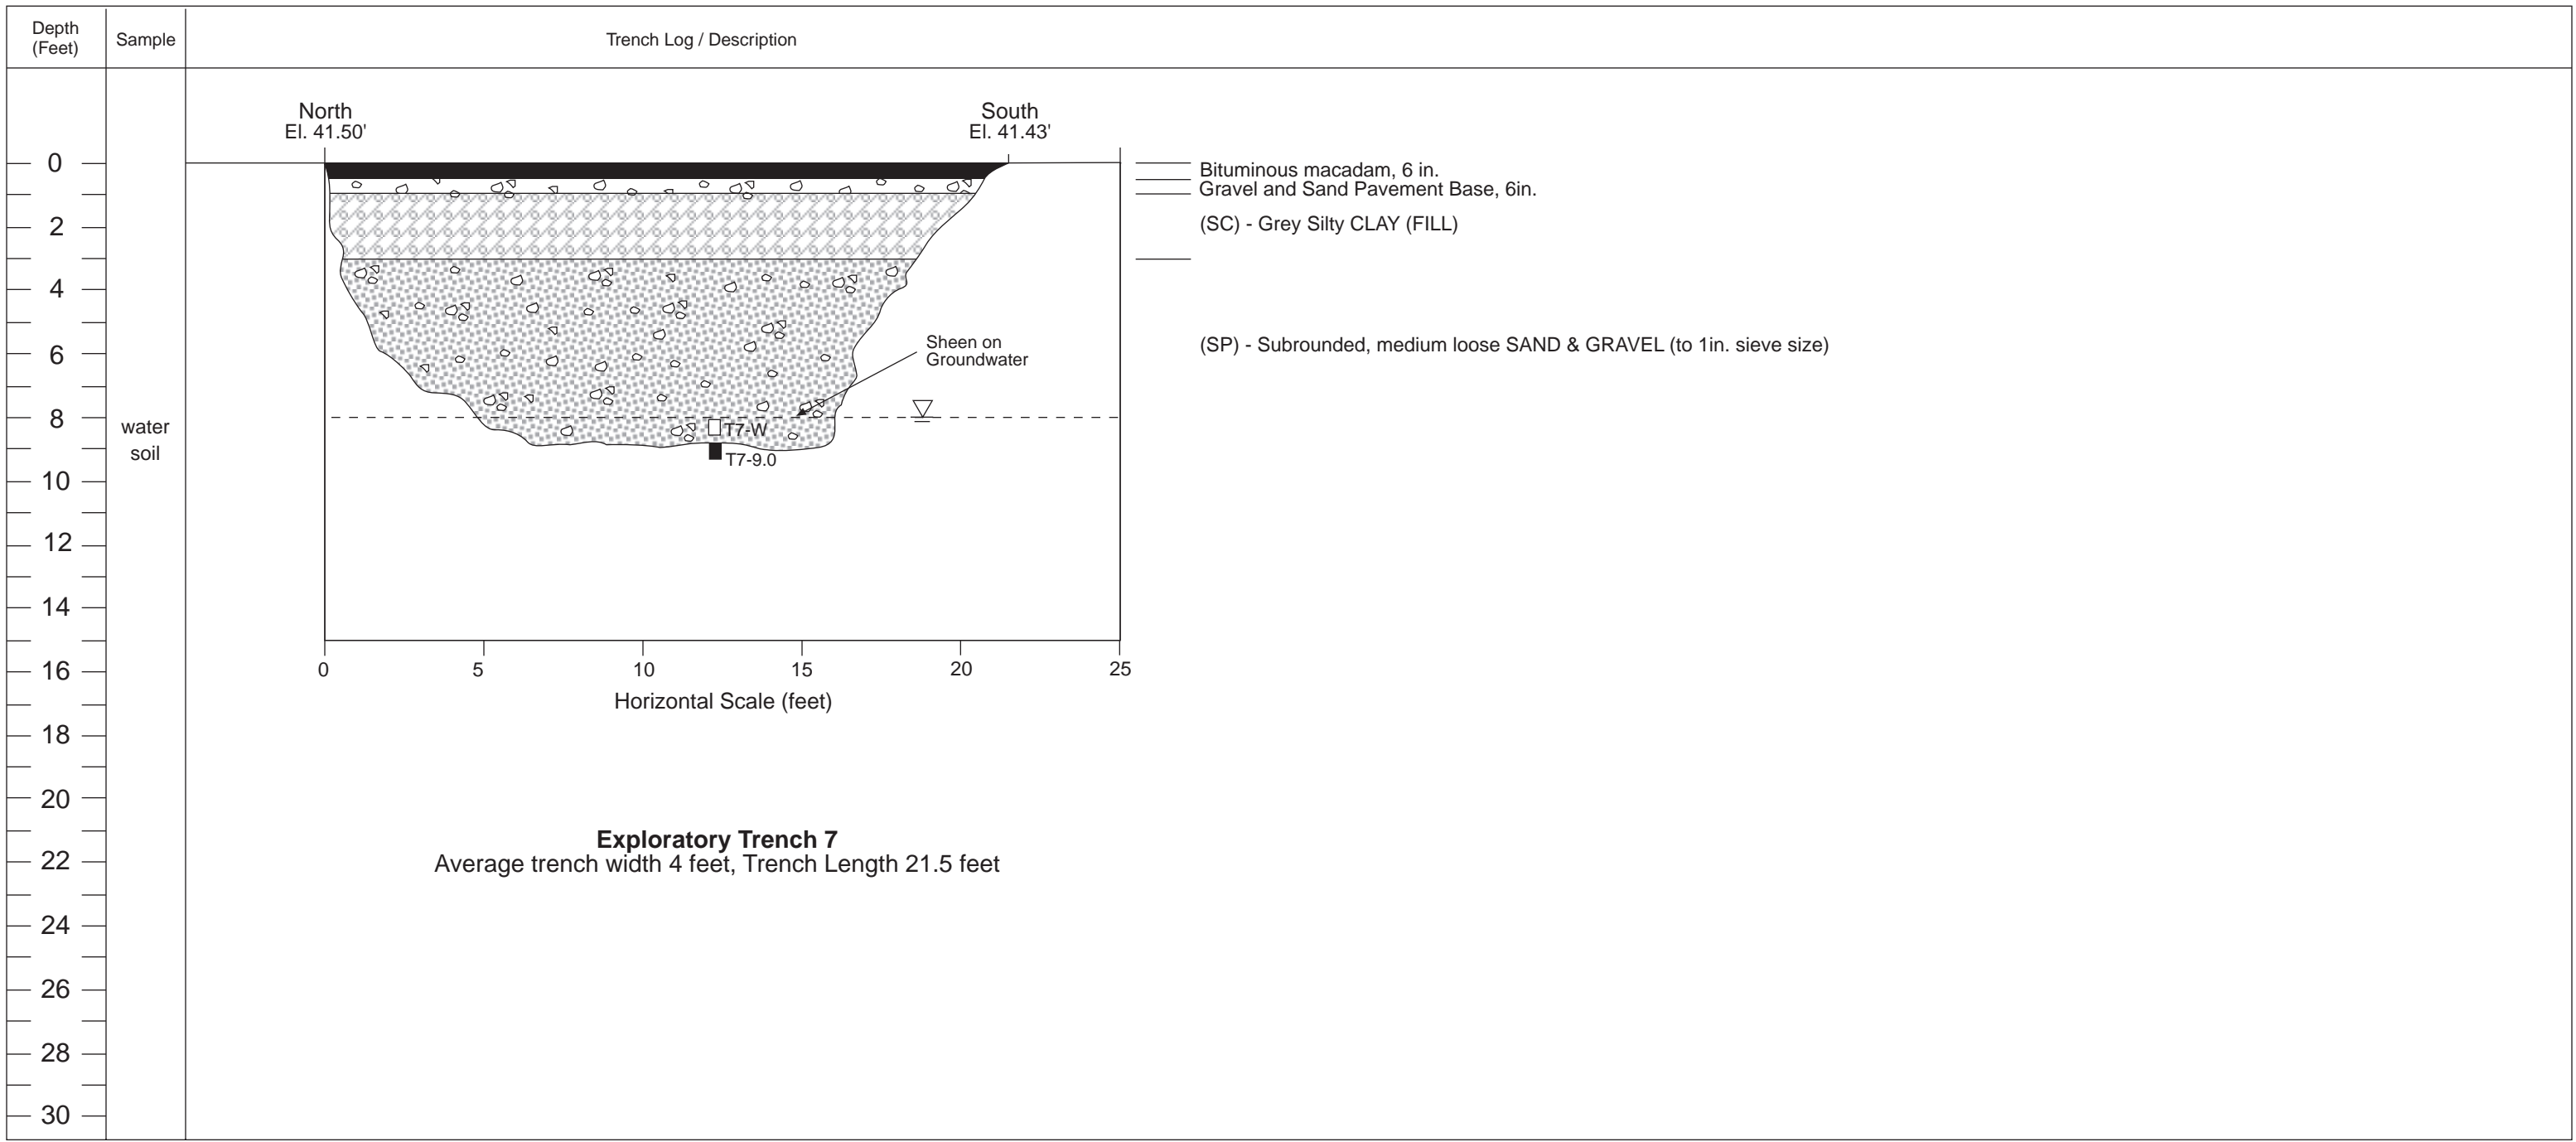 Depth
(Feet)
Sample
Trench Log / Description
North
El. 41.50'
South
El. 41.43'
0
2
4
6
8
10
12
14
16
18
20
22
24
26
28
30
water
soil
Bituminous macadam, 6 in.
Gravel and Sand Pavement Base, 6in.
(SC) - Grey Silty CLAY (FILL)
(SP) - Subrounded, medium loose SAND & GRAVEL (to 1in. sieve size)
Sheen on
Groundwater
T7-W
T7-9.0
0 5 10 15 20 25
Horizontal Scale (feet)
Exploratory Trench 7
Average trench width 4 feet, Trench Length 21.5 feet